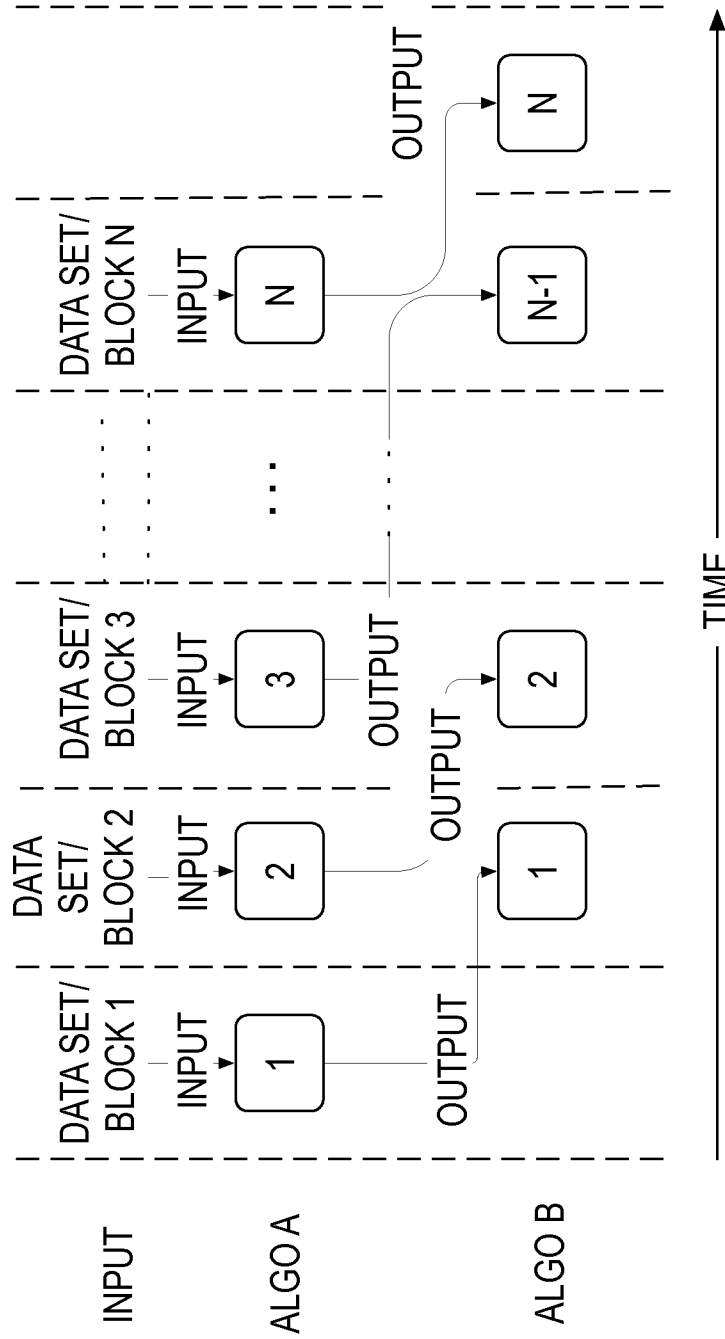 INPUT
DATA SET/
BLOCK 1
DATA
SET/
BLOCK 2
DATA SET/
BLOCK 3
DATA SET/
BLOCK N
INPUT
INPUT
INPUT
INPUT
ALGO A
1
2
3
...
N
OUTPUT
OUTPUT
OUTPUT
OUTPUT
ALGO B
1
2
N-1
N
TIME